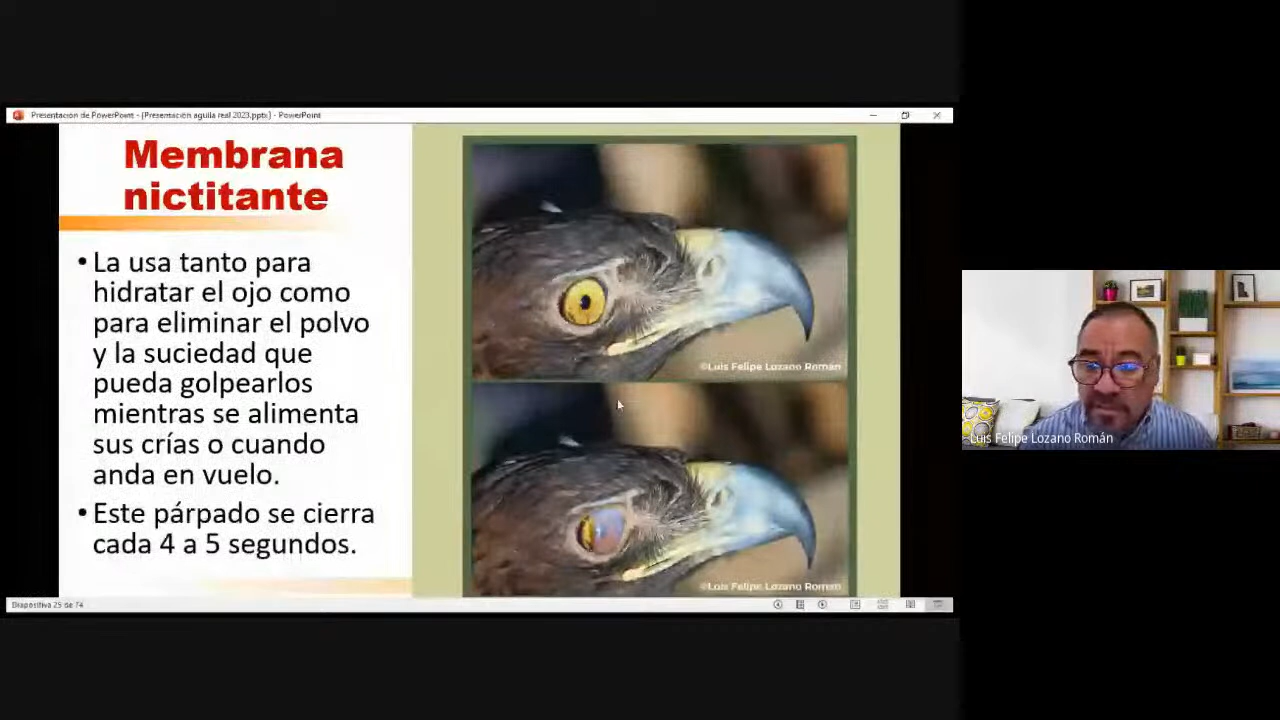 Presentación de PowerPoint - [Presentación aguila real 2023.pptx] - PowerPoint
Membrana
nictitante
• La usa tanto para
hidratar el ojo como
para eliminar el polvo
y la suciedad que
pueda golpearlos
mientras se alimenta
sus crías o cuando
anda en vuelo.
• Este párpado se cierra
cada 4 a 5 segundos.
©Luis Felipe Lozano Román
©Luis Felipe Lozano Román
Diapositiva 25 de 74
Luis Felipe Lozano Román